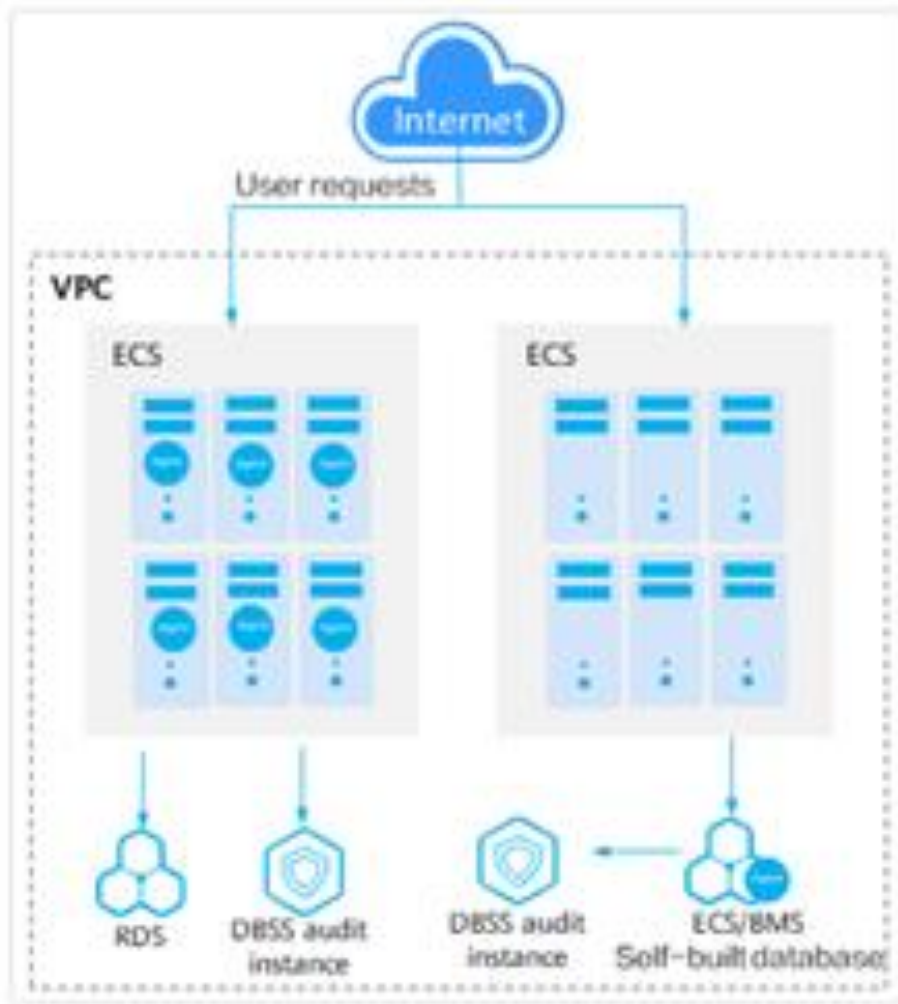 Internet
User requests
VPC
ECS
ECS
RDS
DBSS audit
instance
DBSS audit
instance
ECS/BMS
Self-built database